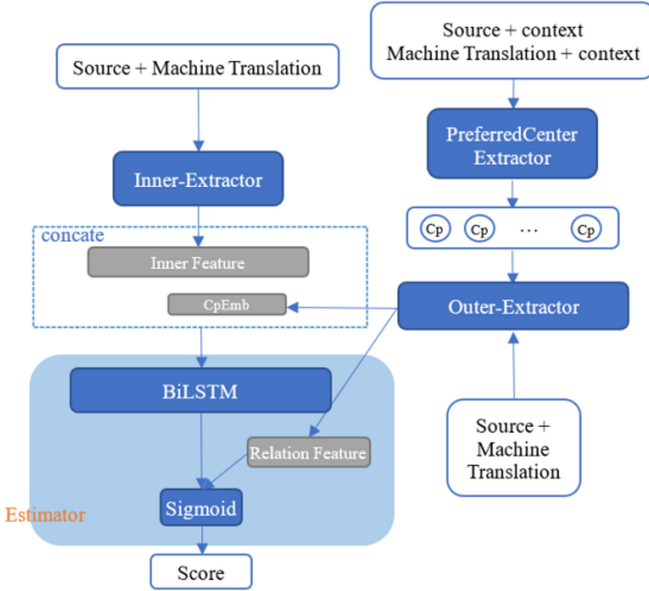 Source + Machine Translation
Source + context
Machine Translation + context
Inner-Extractor
PreferredCenter
Extractor
concate
Inner Feature
CpEmb
Cp Cp ... Cp
Outer-Extractor
BiLSTM
Relation Feature
Sigmoid
Estimator
Source +
Machine
Translation
Score